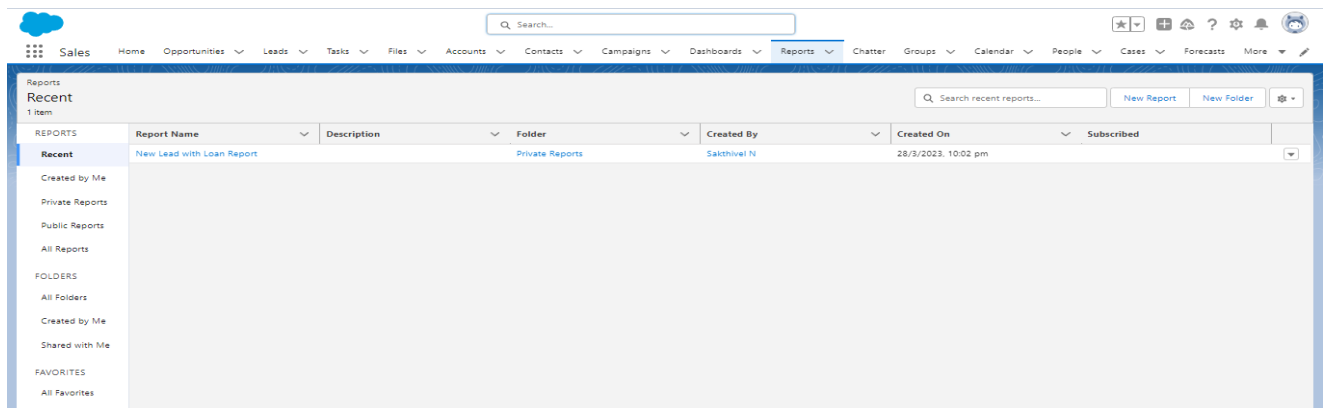 Search...
Sales Home Opportunities Leads Tasks Files Accounts Contacts Campaigns Dashboards Reports Chatter Groups Calendar People Cases Forecasts More
Reports
Recent
1 item
Search recent reports...
New Report
New Folder
REPORTS
Report Name Description Folder Created By Created On Subscribed
Recent
New Lead with Loan Report Private Reports Sakthivel N 28/3/2023, 10:02 pm
Created by Me
Private Reports
Public Reports
All Reports
FOLDERS
All Folders
Created by Me
Shared with Me
FAVORITES
All Favorites